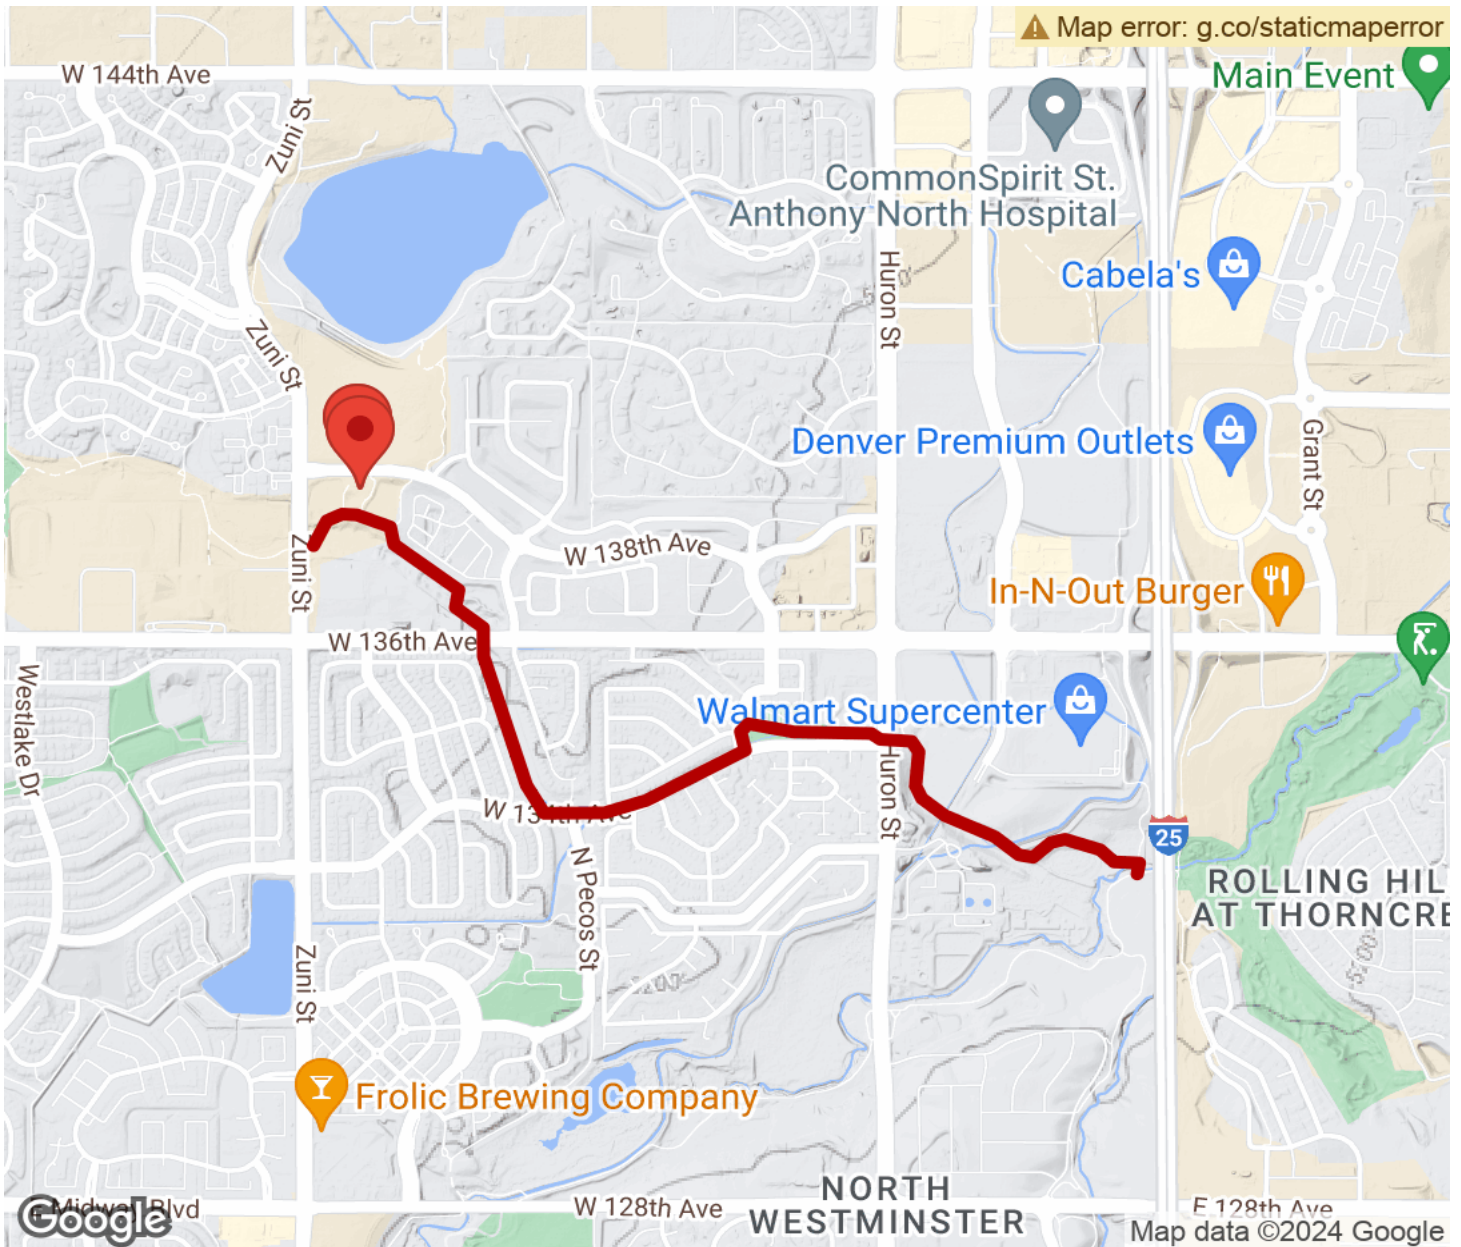 Map error: g.co/staticmaperror
W 144th Ave
Main Event
Zuni St
CommonSpirit St.
Anthony North Hospital
Cabela's
Huron St
Zuni St
Denver Premium Outlets
Grant St
W 138th Ave
Zuni St
In-N-Out Burger
W 136th Ave
Westlake Dr
Walmart Supercenter
Huron St
W 134th Ave
25
N Pecos St
ROLLING HIL
AT THORNCRE
Zuni St
Frolic Brewing Company
NORTH
WESTMINSTER
Midway Blvd
W 128th Ave
E 128th Ave
Google
Map data ©2024 Google